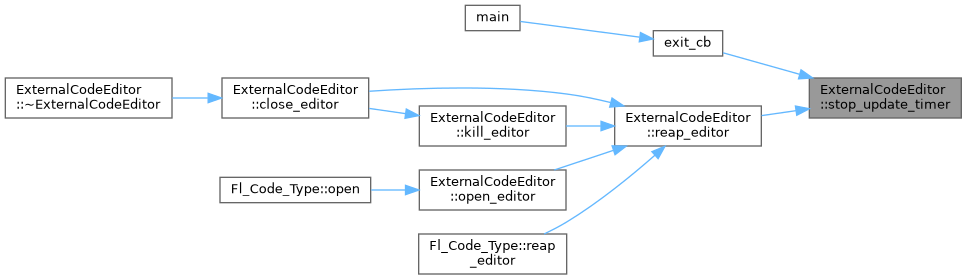 main
exit_cb
ExternalCodeEditor
::~ExternalCodeEditor
ExternalCodeEditor
::close_editor
ExternalCodeEditor
::stop_update_timer
ExternalCodeEditor
::kill_editor
ExternalCodeEditor
::reap_editor
Fl_Code_Type::open
ExternalCodeEditor
::open_editor
Fl_Code_Type::reap
_editor